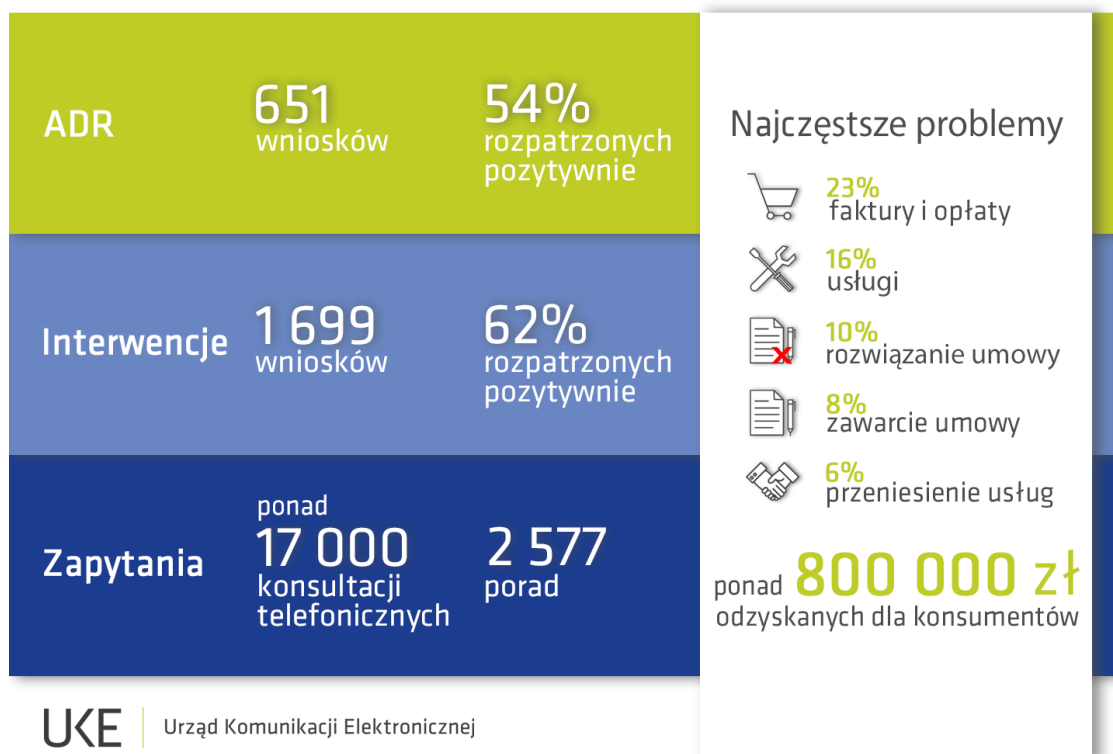 ADR
651
wniosków
54%
rozpatrzonych
pozytywnie
Interwencje
1 699
wniosków
62%
rozpatrzonych
pozytywnie
Zapytania
ponad
17 000
konsultacji
telefonicznych
2 577
porad
Najczęstsze problemy
23%
faktury i opłaty
16%
usługi
10%
rozwiązanie umowy
8%
zawarcie umowy
6%
przeniesienie usług
ponad 800 000 zł
odzyskanych dla konsumentów
UKE Urząd Komunikacji Elektronicznej